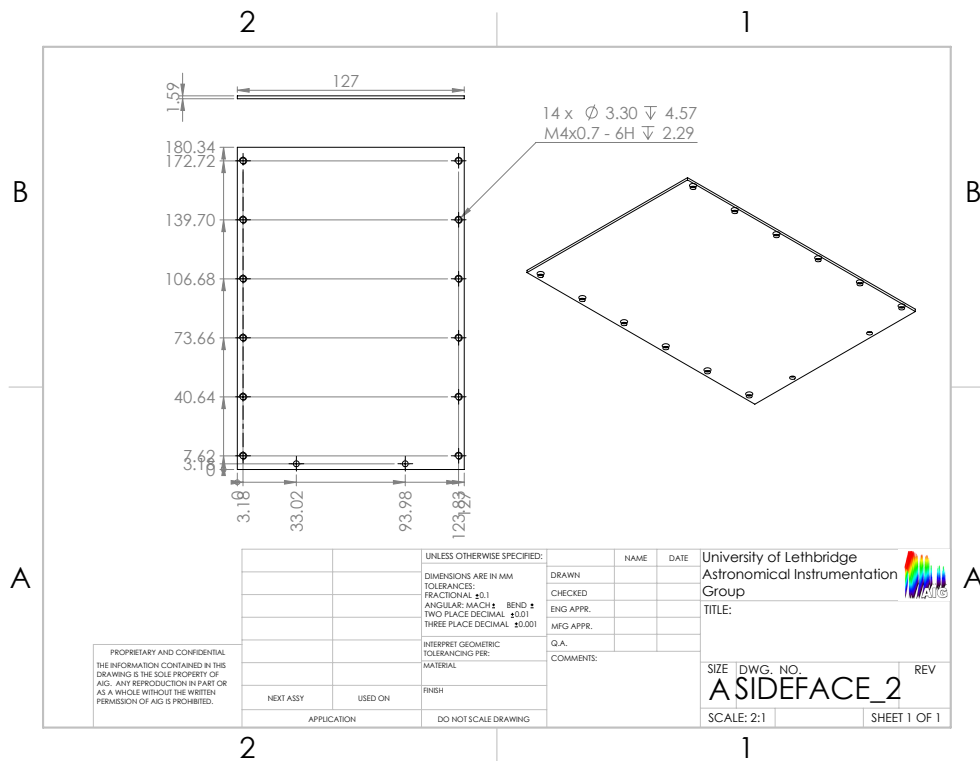 2
1
127
1.59
14 x Ø 3.30 ↧ 4.57
M4x0.7 - 6H ↧ 2.29
180.34
172.72
B
B
139.70
106.68
73.66
40.64
7.62
3.18
0
0
3.18
33.02
93.98
123.83
127
A
A
UNLESS OTHERWISE SPECIFIED:
DIMENSIONS ARE IN MM
TOLERANCES:
FRACTIONAL ±0.1
ANGULAR: MACH ± BEND ±
TWO PLACE DECIMAL ±0.01
THREE PLACE DECIMAL ±0.001
INTERPRET GEOMETRIC
TOLERANCING PER:
MATERIAL
FINISH
DO NOT SCALE DRAWING
NAME DATE
DRAWN
CHECKED
ENG APPR.
MFG APPR.
Q.A.
COMMENTS:
University of Lethbridge
Astronomical Instrumentation
Group
AIG
TITLE:
SIZE DWG. NO. REV
A SIDEFACE_2
SCALE: 2:1 SHEET 1 OF 1
PROPRIETARY AND CONFIDENTIAL
THE INFORMATION CONTAINED IN THIS
DRAWING IS THE SOLE PROPERTY OF
AIG. ANY REPRODUCTION IN PART OR
AS A WHOLE WITHOUT THE WRITTEN
PERMISSION OF AIG IS PROHIBITED.
NEXT ASSY USED ON
APPLICATION
2
1